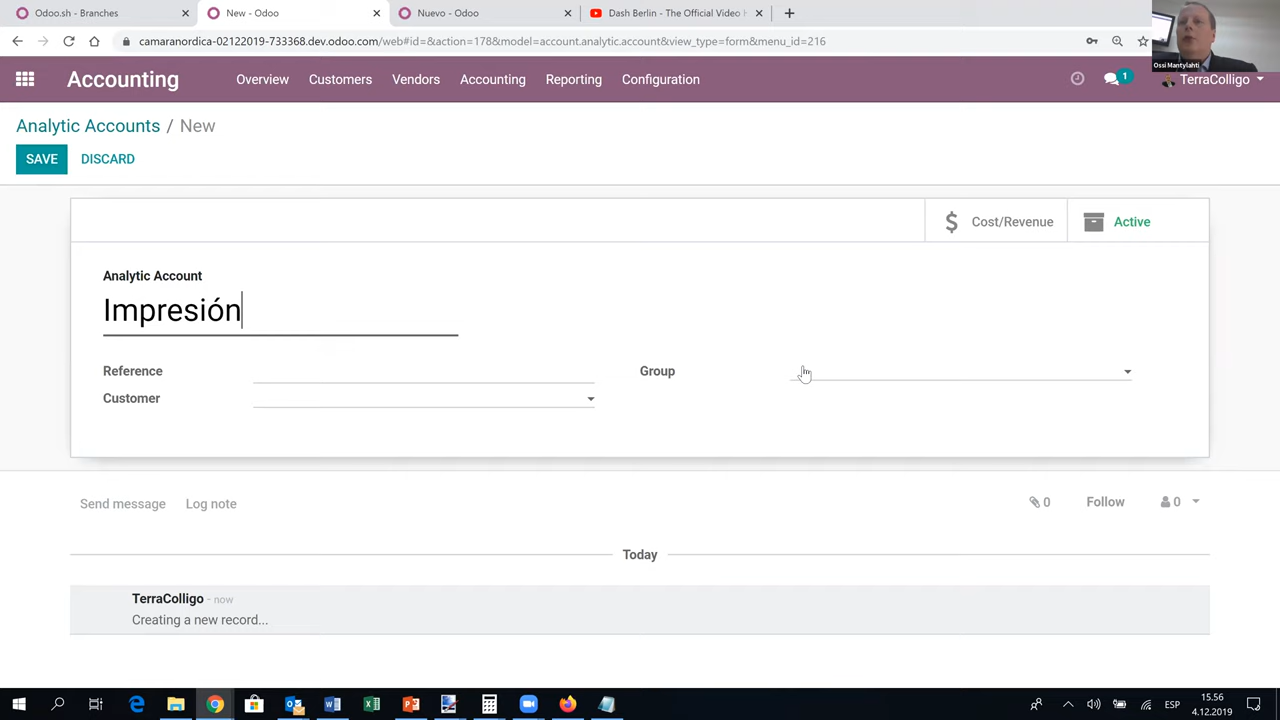 Odoo.sh - Branches
New - Odoo
Nuevo - Odoo
Dash Berlin - The Official Video
camaranordica-02122019-733368.dev.odoo.com/web#id=&action=178&model=account.analytic.account&view_type=form&menu_id=216
Ossi Mantylahti
Accounting
Overview
Customers
Vendors
Accounting
Reporting
Configuration
1
TerraColligo
Analytic Accounts / New
SAVE
DISCARD
$ Cost/Revenue
Active
Analytic Account
Impresión
Reference
Group
Customer
Send message
Log note
0
Follow
0
Today
TerraColligo - now
Creating a new record...
ESP
15.56
4.12.2019